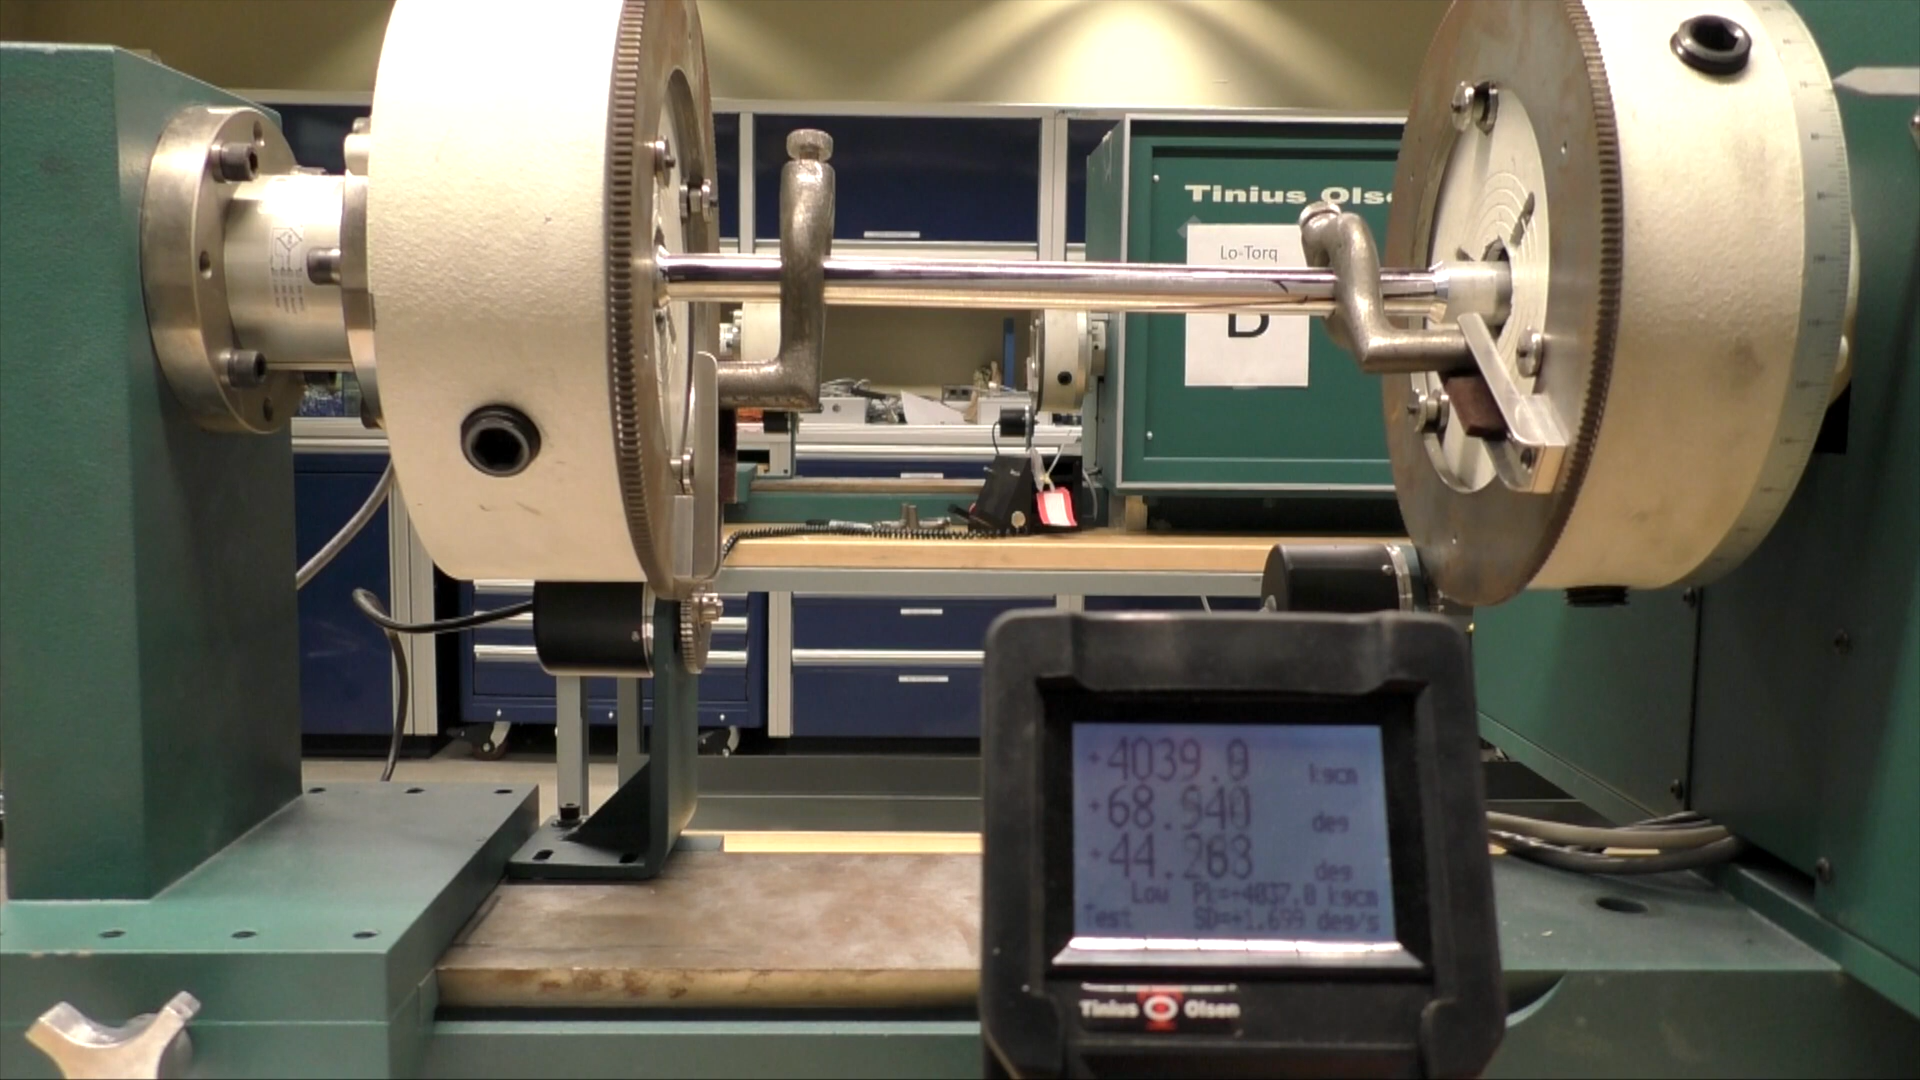 Tinius Olse
Lo-Torq
B
+4039.0 kgcm
+68.940 deg
+44.263 deg
Low Pk=+4037.0 kgcm
Test SD=+1.699 deg/s
Tinius Olsen